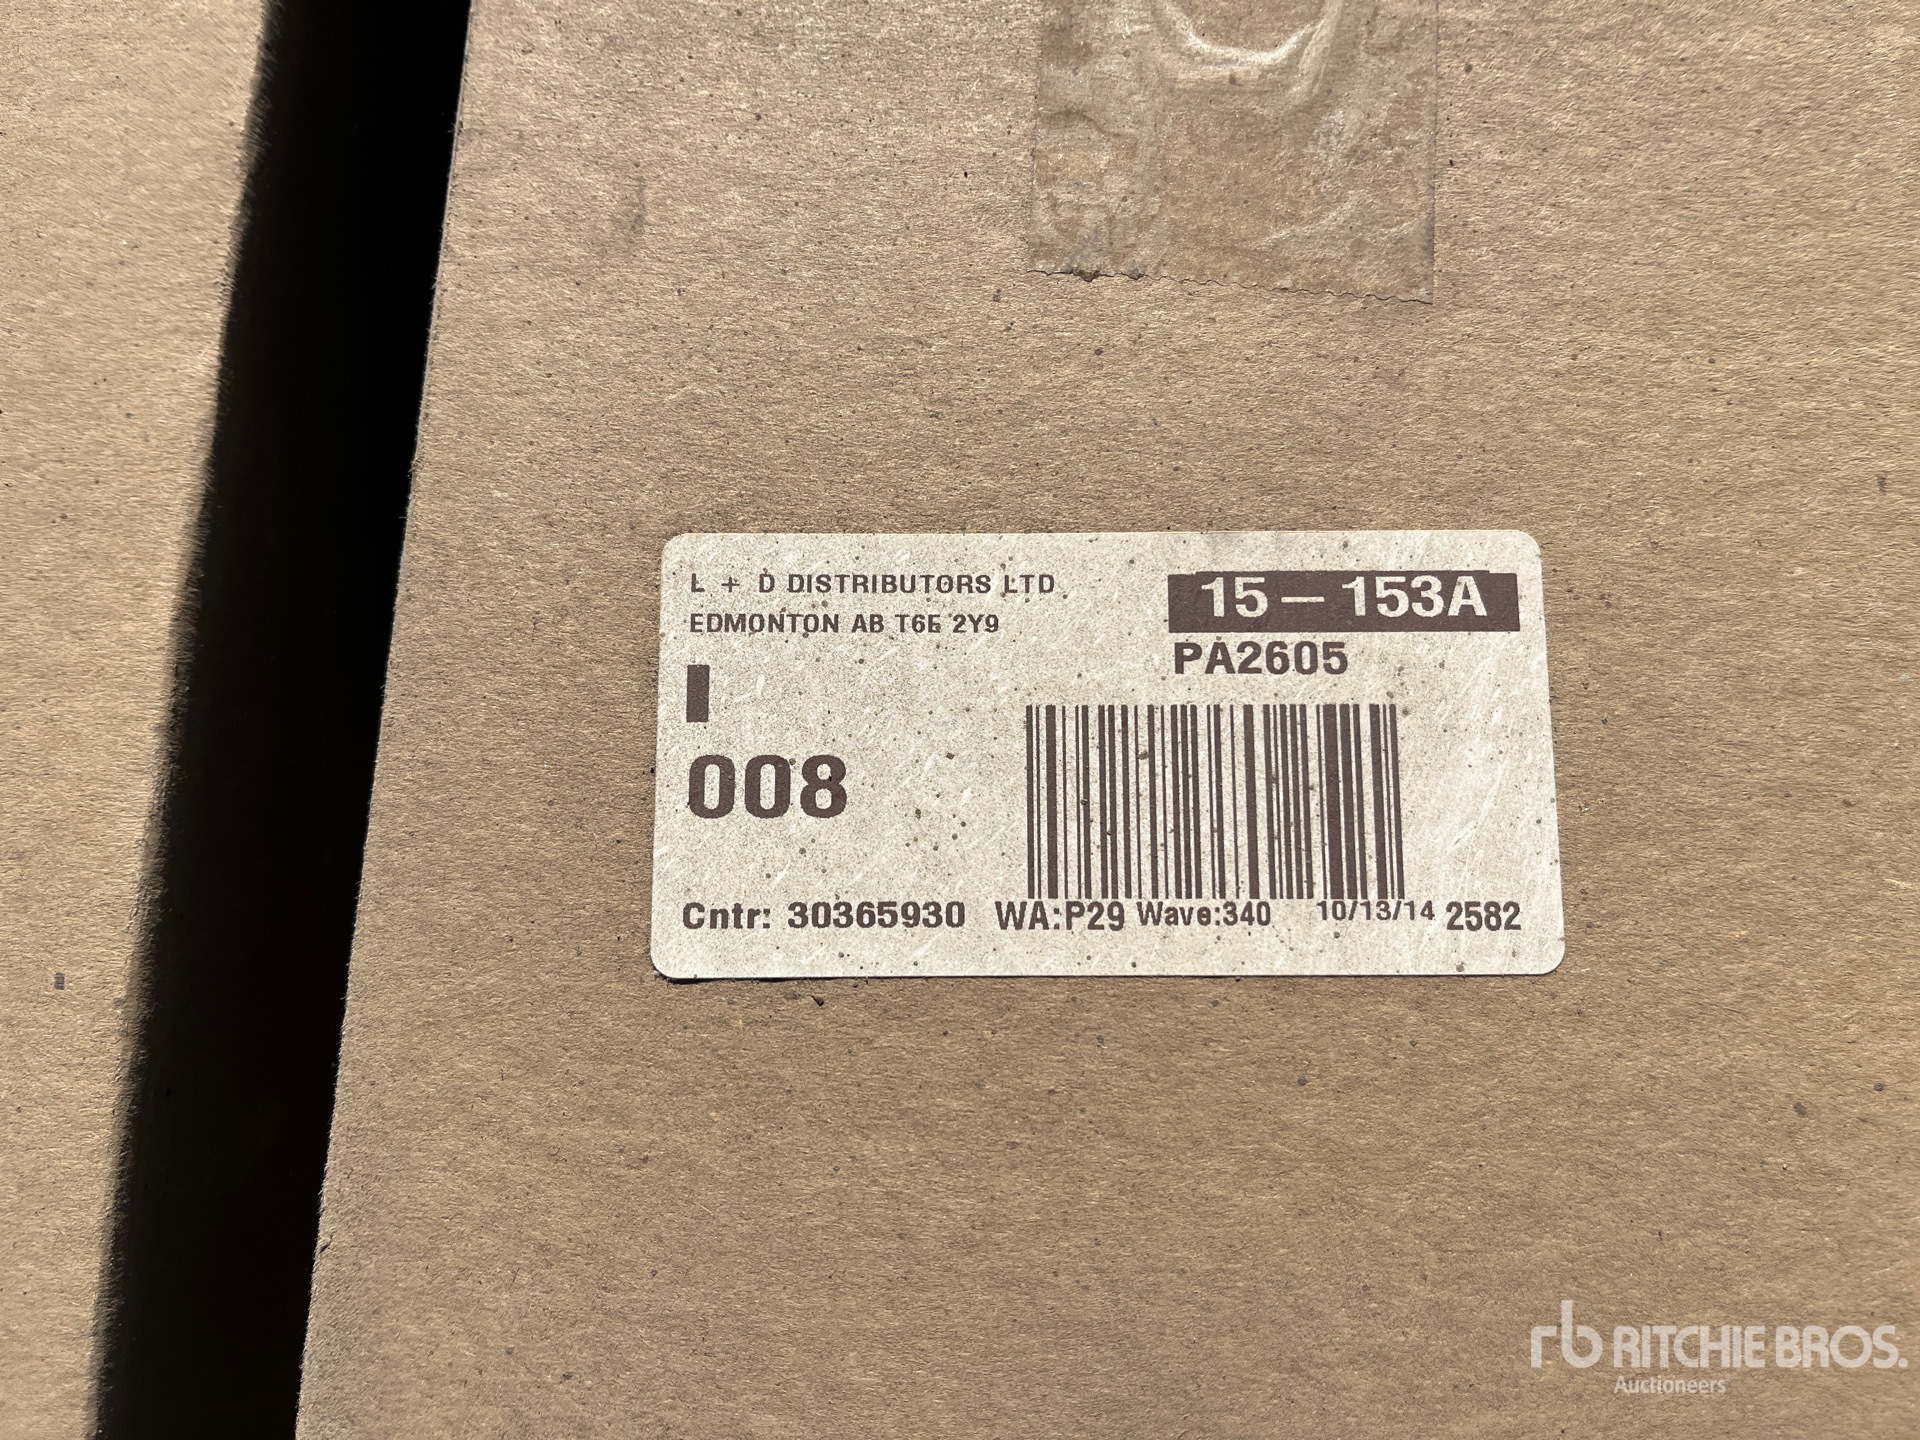 L + D DISTRIBUTORS LTD
EDMONTON AB T6E 2Y9
15-153A
PA2605
I
008
Cntr: 30365930 WA:P29 Wave:340 10/13/14 2582
rb RITCHIE BROS.
Auctioneers